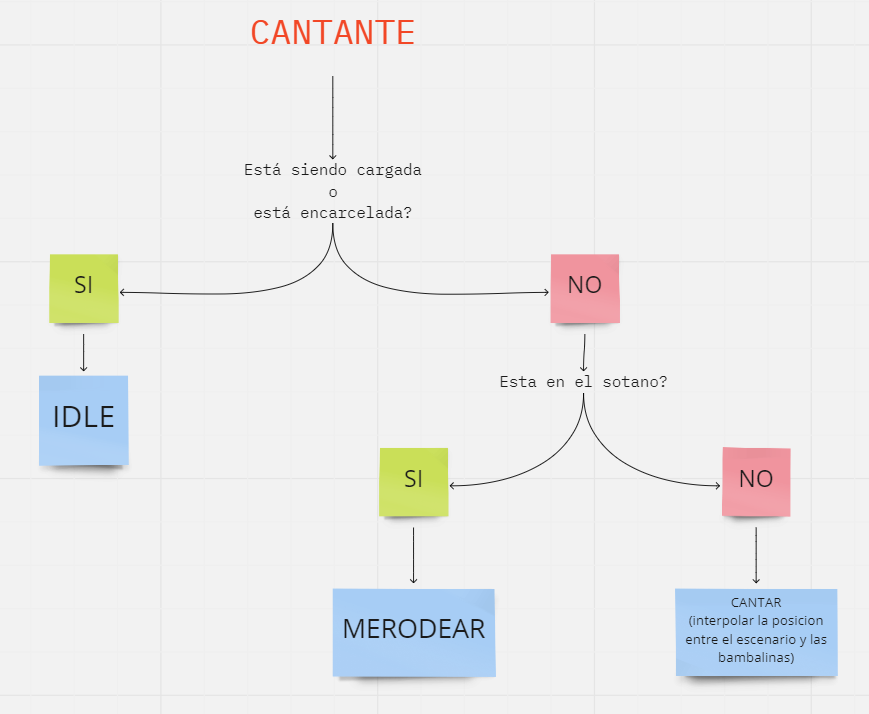 CANTANTE
Está siendo cargada
o
está encarcelada?
SI
NO
IDLE
Esta en el sotano?
SI
NO
MERODEAR
CANTAR
(interpolar la posicion
entre el escenario y las
bambalinas)